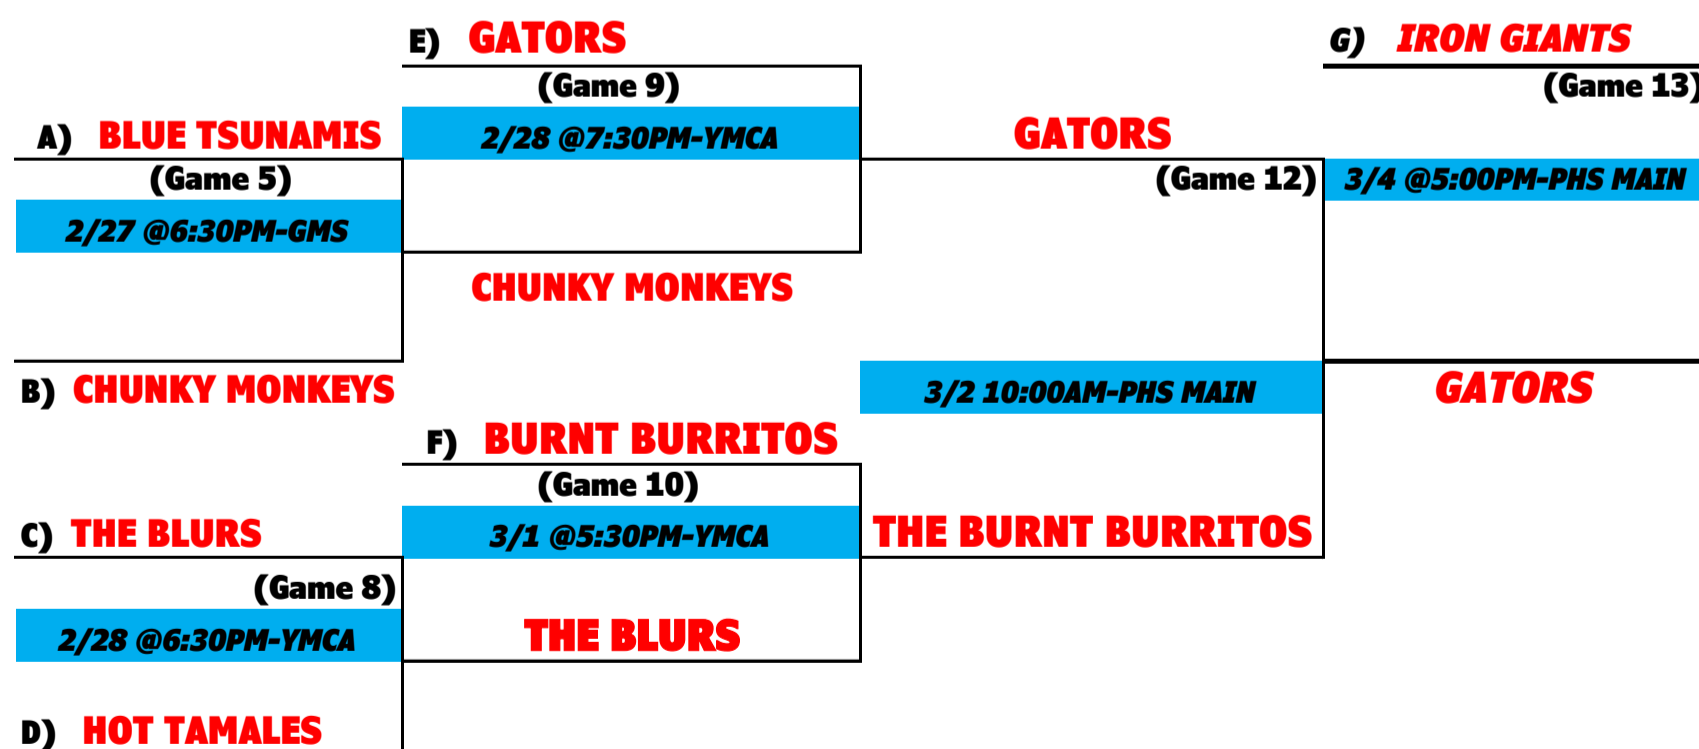 E) GATORS
G) IRON GIANTS
(Game 9)
(Game 13)
A) BLUE TSUNAMIS
2/28 @7:30PM-YMCA
GATORS
(Game 5)
(Game 12)
3/4 @5:00PM-PHS MAIN
2/27 @6:30PM-GMS
CHUNKY MONKEYS
B) CHUNKY MONKEYS
3/2 10:00AM-PHS MAIN
GATORS
F) BURNT BURRITOS
(Game 10)
C) THE BLURS
3/1 @5:30PM-YMCA
THE BURNT BURRITOS
(Game 8)
2/28 @6:30PM-YMCA
THE BLURS
D) HOT TAMALES